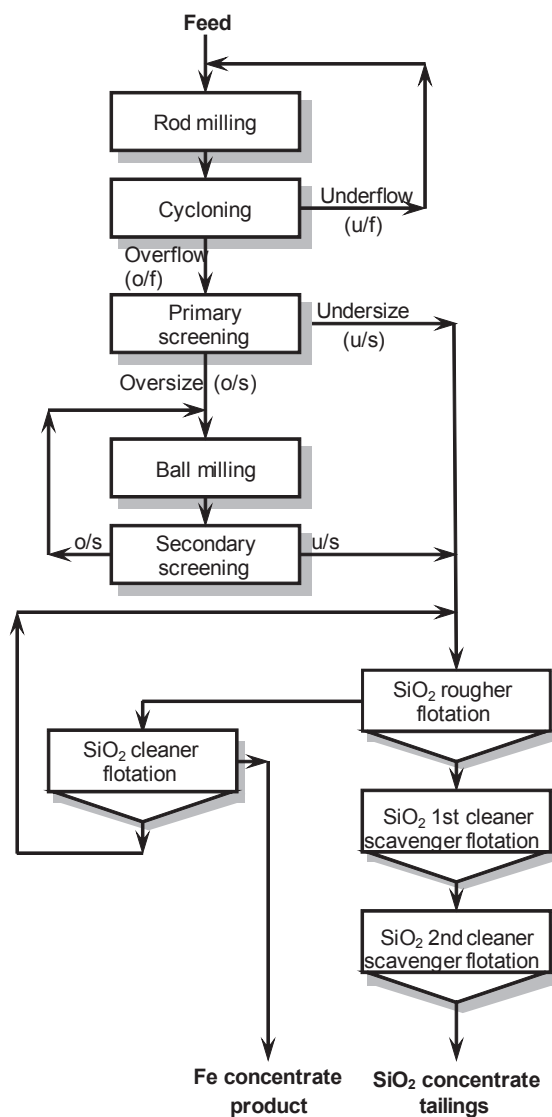 Feed
Rod milling
Cycloning
Underflow
(u/f)
Overflow
(o/f)
Primary
screening
Undersize
(u/s)
Oversize (o/s)
Ball milling
o/s
Secondary
screening
u/s
SiO₂ rougher
flotation
SiO₂ cleaner
flotation
SiO₂ 1st cleaner
scavenger flotation
SiO₂ 2nd cleaner
scavenger flotation
Fe concentrate
product
SiO₂ concentrate
tailings